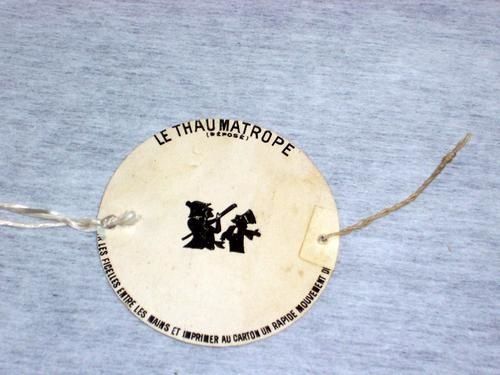 LE THAUMATROPE
(DÉPOSÉ)
LES FICELLES ENTRE LES MAINS ET IMPRIMER AU CARTON UN RAPIDE MOUVEMENT DE